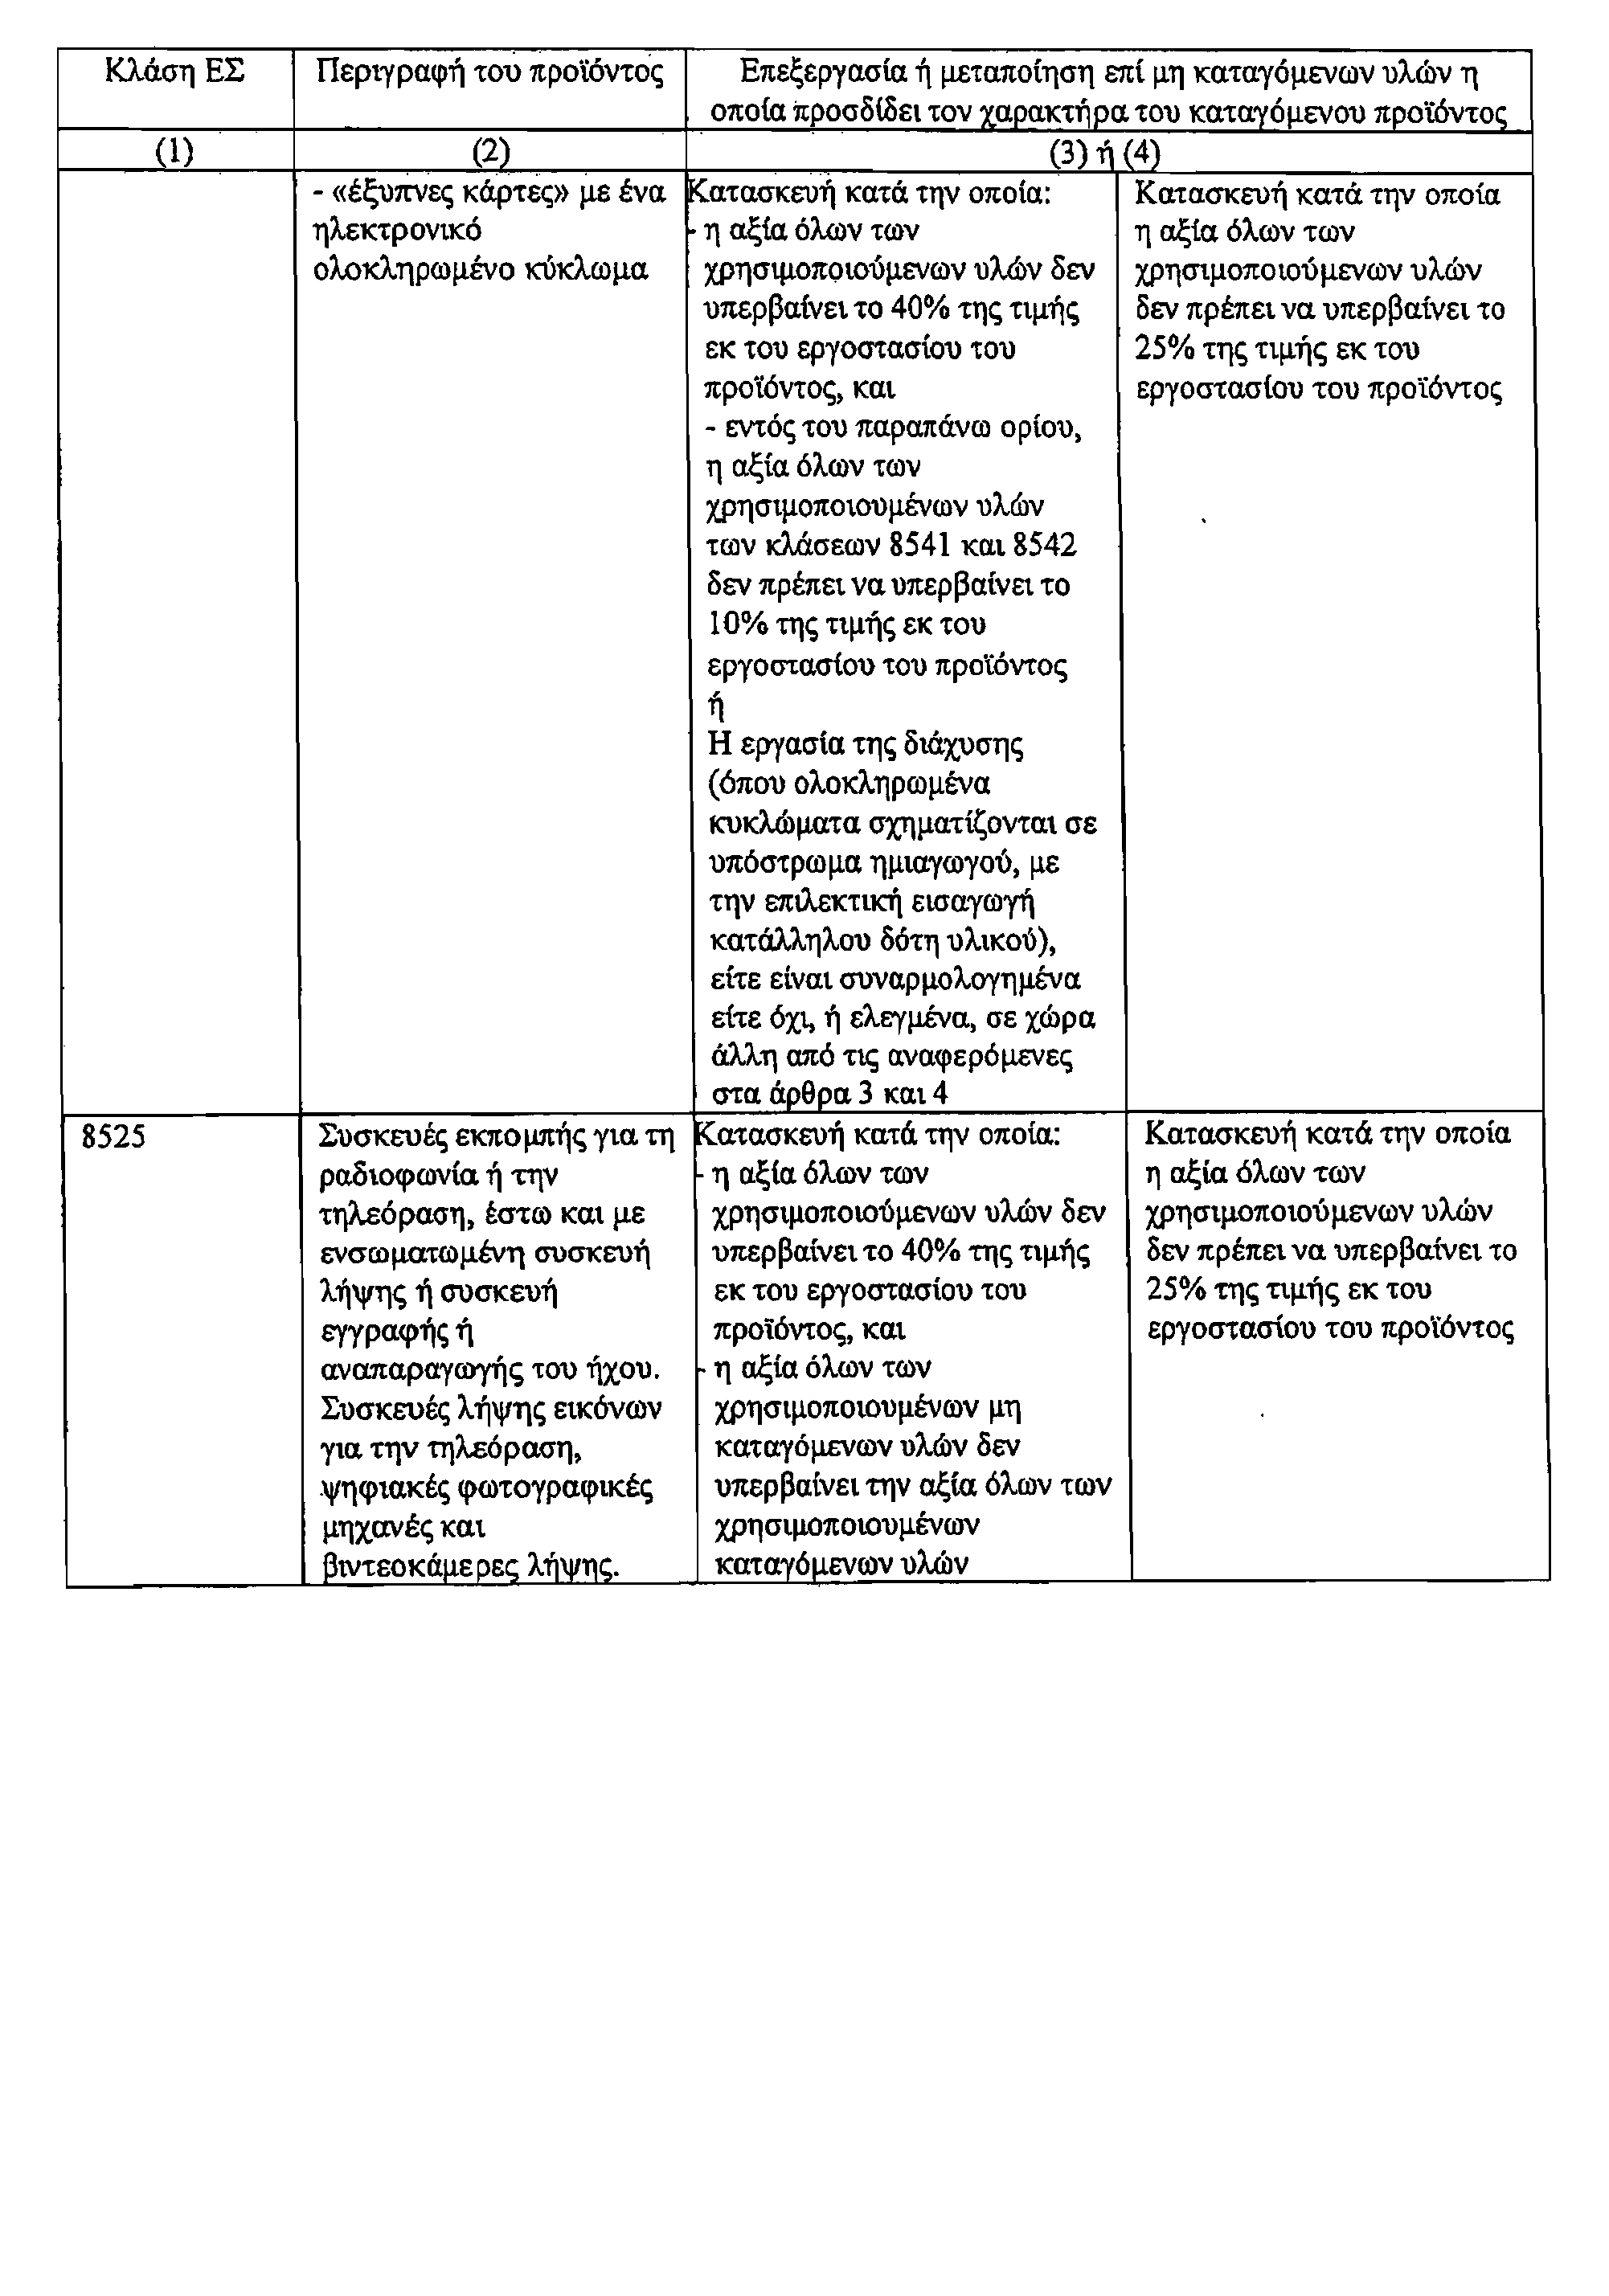 Κλάση ΕΣ
Περιγραφή του προϊόντος
Επεξεργασία ή μεταποίηση επί μη καταγόμενων υλών η
οποία προσδίδει τον χαρακτήρα του καταγόμενου προϊόντος
(1)
(2)
(3) ή (4)
- «έξυπνες κάρτες» με ένα
ηλεκτρονικό
ολοκληρωμένο κύκλωμα
Κατασκευή κατά την οποία:
- η αξία όλων των
χρησιμοποιούμενων υλών δεν
υπερβαίνει το 40% της τιμής
εκ του εργοστασίου του
προϊόντος, και
- εντός του παραπάνω ορίου,
η αξία όλων των
χρησιμοποιουμένων υλών
των κλάσεων 8541 και 8542
δεν πρέπει να υπερβαίνει το
10% της τιμής εκ του
εργοστασίου του προϊόντος
ή
Η εργασία της διάχυσης
(όπου ολοκληρωμένα
κυκλώματα σχηματίζονται σε
υπόστρωμα ημιαγωγού, με
την επιλεκτική εισαγωγή
κατάλληλου δότη υλικού),
είτε είναι συναρμολογημένα
είτε όχι, ή ελεγμένα, σε χώρα
άλλη από τις αναφερόμενες
στα άρθρα 3 και 4
Κατασκευή κατά την οποία
η αξία όλων των
χρησιμοποιούμενων υλών
δεν πρέπει να υπερβαίνει το
25% της τιμής εκ του
εργοστασίου του προϊόντος
8525
Συσκευές εκπομπής για τη
ραδιοφωνία ή την
τηλεόραση, έστω και με
ενσωματωμένη συσκευή
λήψης ή συσκευή
εγγραφής ή
αναπαραγωγής του ήχου.
Συσκευές λήψης εικόνων
για την τηλεόραση,
ψηφιακές φωτογραφικές
μηχανές και
βιντεοκάμερες λήψης.
Κατασκευή κατά την οποία:
- η αξία όλων των
χρησιμοποιούμενων υλών δεν
υπερβαίνει το 40% της τιμής
εκ του εργοστασίου του
προϊόντος, και
- η αξία όλων των
χρησιμοποιουμένων μη
καταγόμενων υλών δεν
υπερβαίνει την αξία όλων των
χρησιμοποιουμένων
καταγόμενων υλών
Κατασκευή κατά την οποία
η αξία όλων των
χρησιμοποιούμενων υλών
δεν πρέπει να υπερβαίνει το
25% της τιμής εκ του
εργοστασίου του προϊόντος